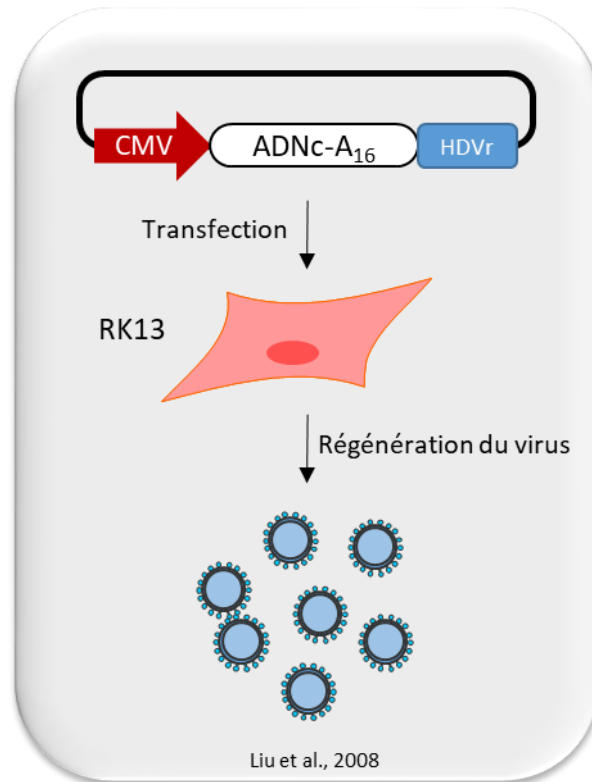 CMV ADNc-A₁₆ HDVr
Transfection
RK13
Régénération du virus
Liu et al., 2008